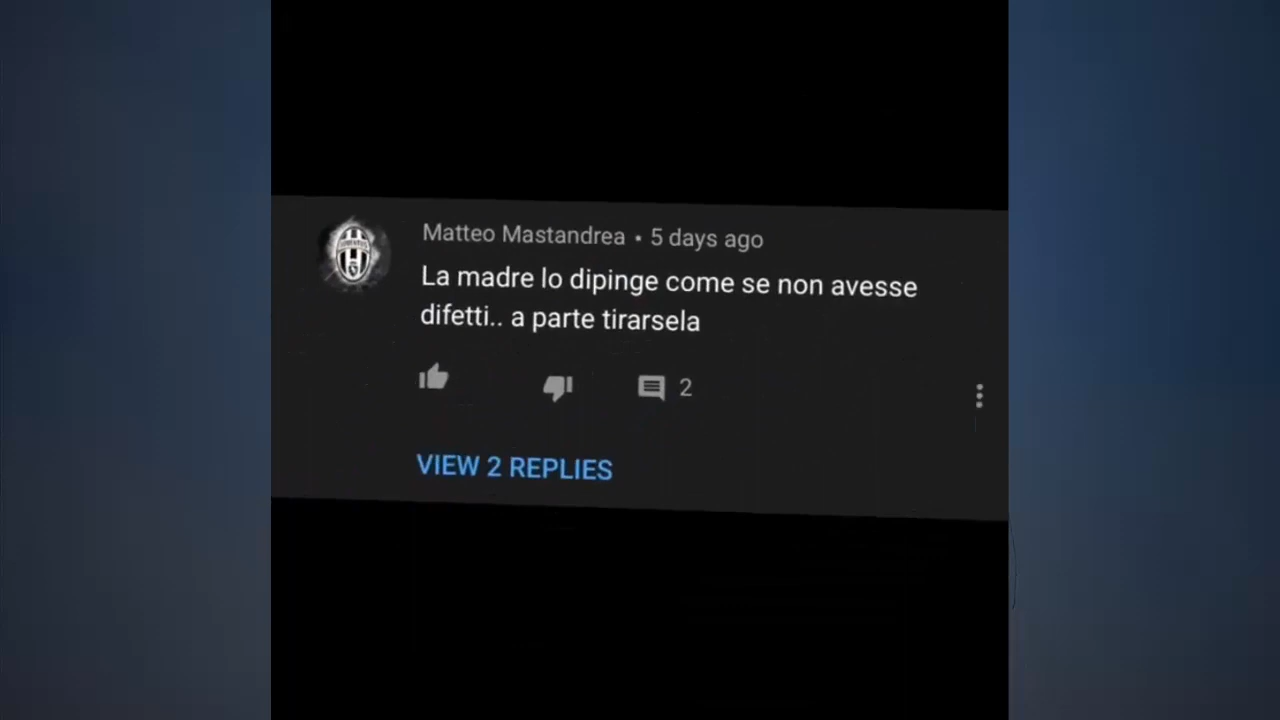 JUVENTUS
Matteo Mastandrea • 5 days ago
La madre lo dipinge come se non avesse
difetti.. a parte tirarsela
2
VIEW 2 REPLIES